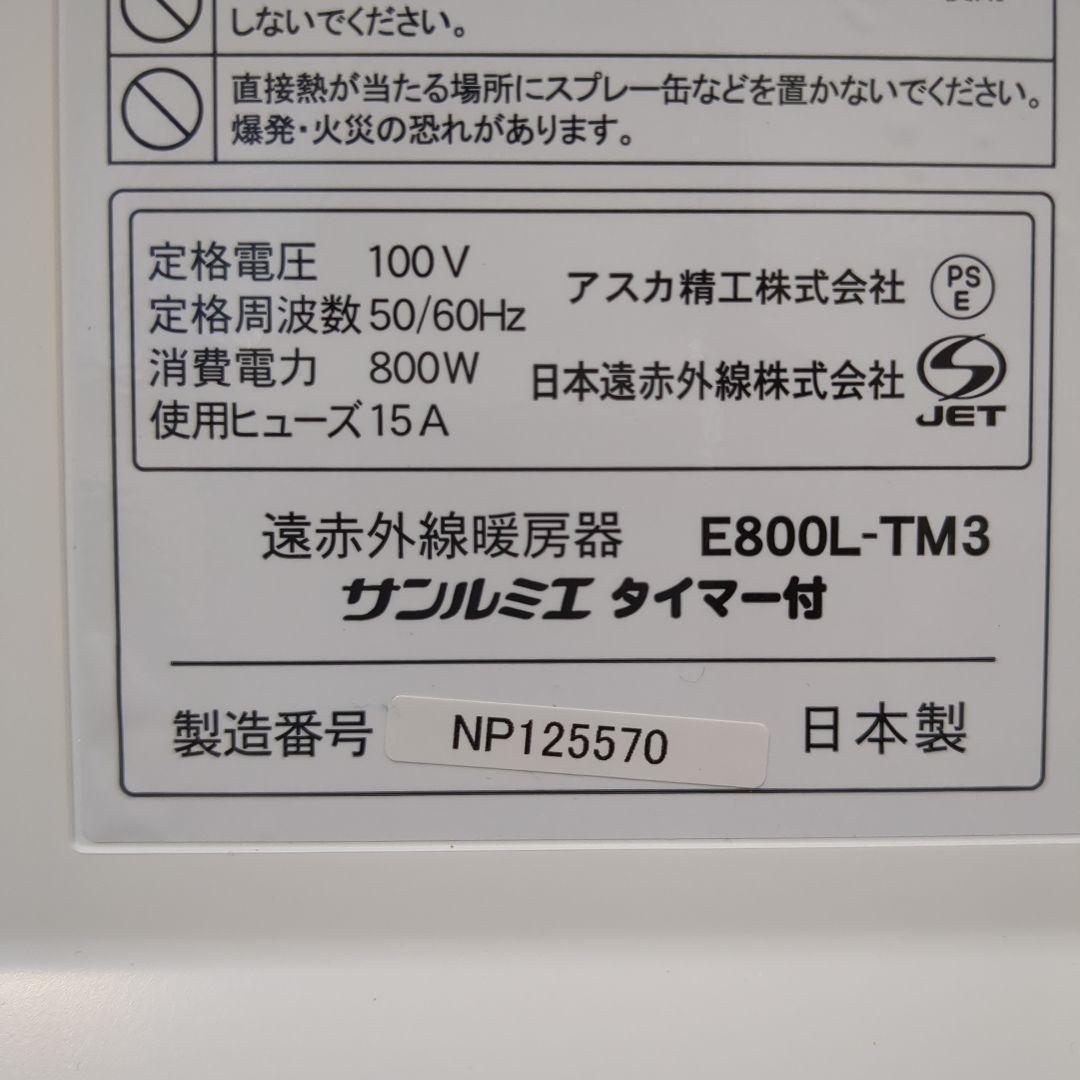 しないでください。
直接熱が当たる場所にスプレー缶などを置かないでください。
爆発・火災の恐れがあります。
定格電圧 100V
定格周波数 50/60Hz
消費電力 800W
使用ヒューズ 15A
アスカ精工株式会社
PS
E
日本遠赤外線株式会社
JET
遠赤外線暖房器 E800L-TM3
サンルミエ タイマー付
製造番号 NP125570 日本製